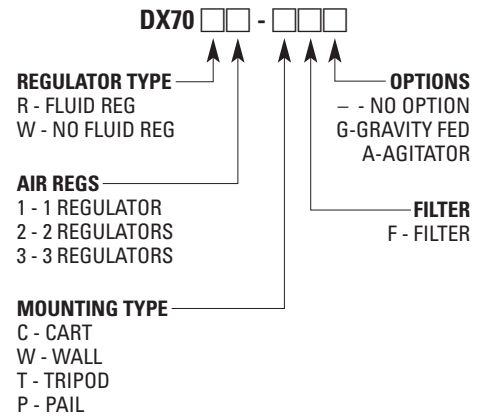 DX70 □□ - □□□
REGULATOR TYPE
R - FLUID REG
W - NO FLUID REG
AIR REGS
1 - 1 REGULATOR
2 - 2 REGULATORS
3 - 3 REGULATORS
MOUNTING TYPE
C - CART
W - WALL
T - TRIPOD
P - PAIL
OPTIONS
– - NO OPTION
G-GRAVITY FED
A-AGITATOR
FILTER
F - FILTER